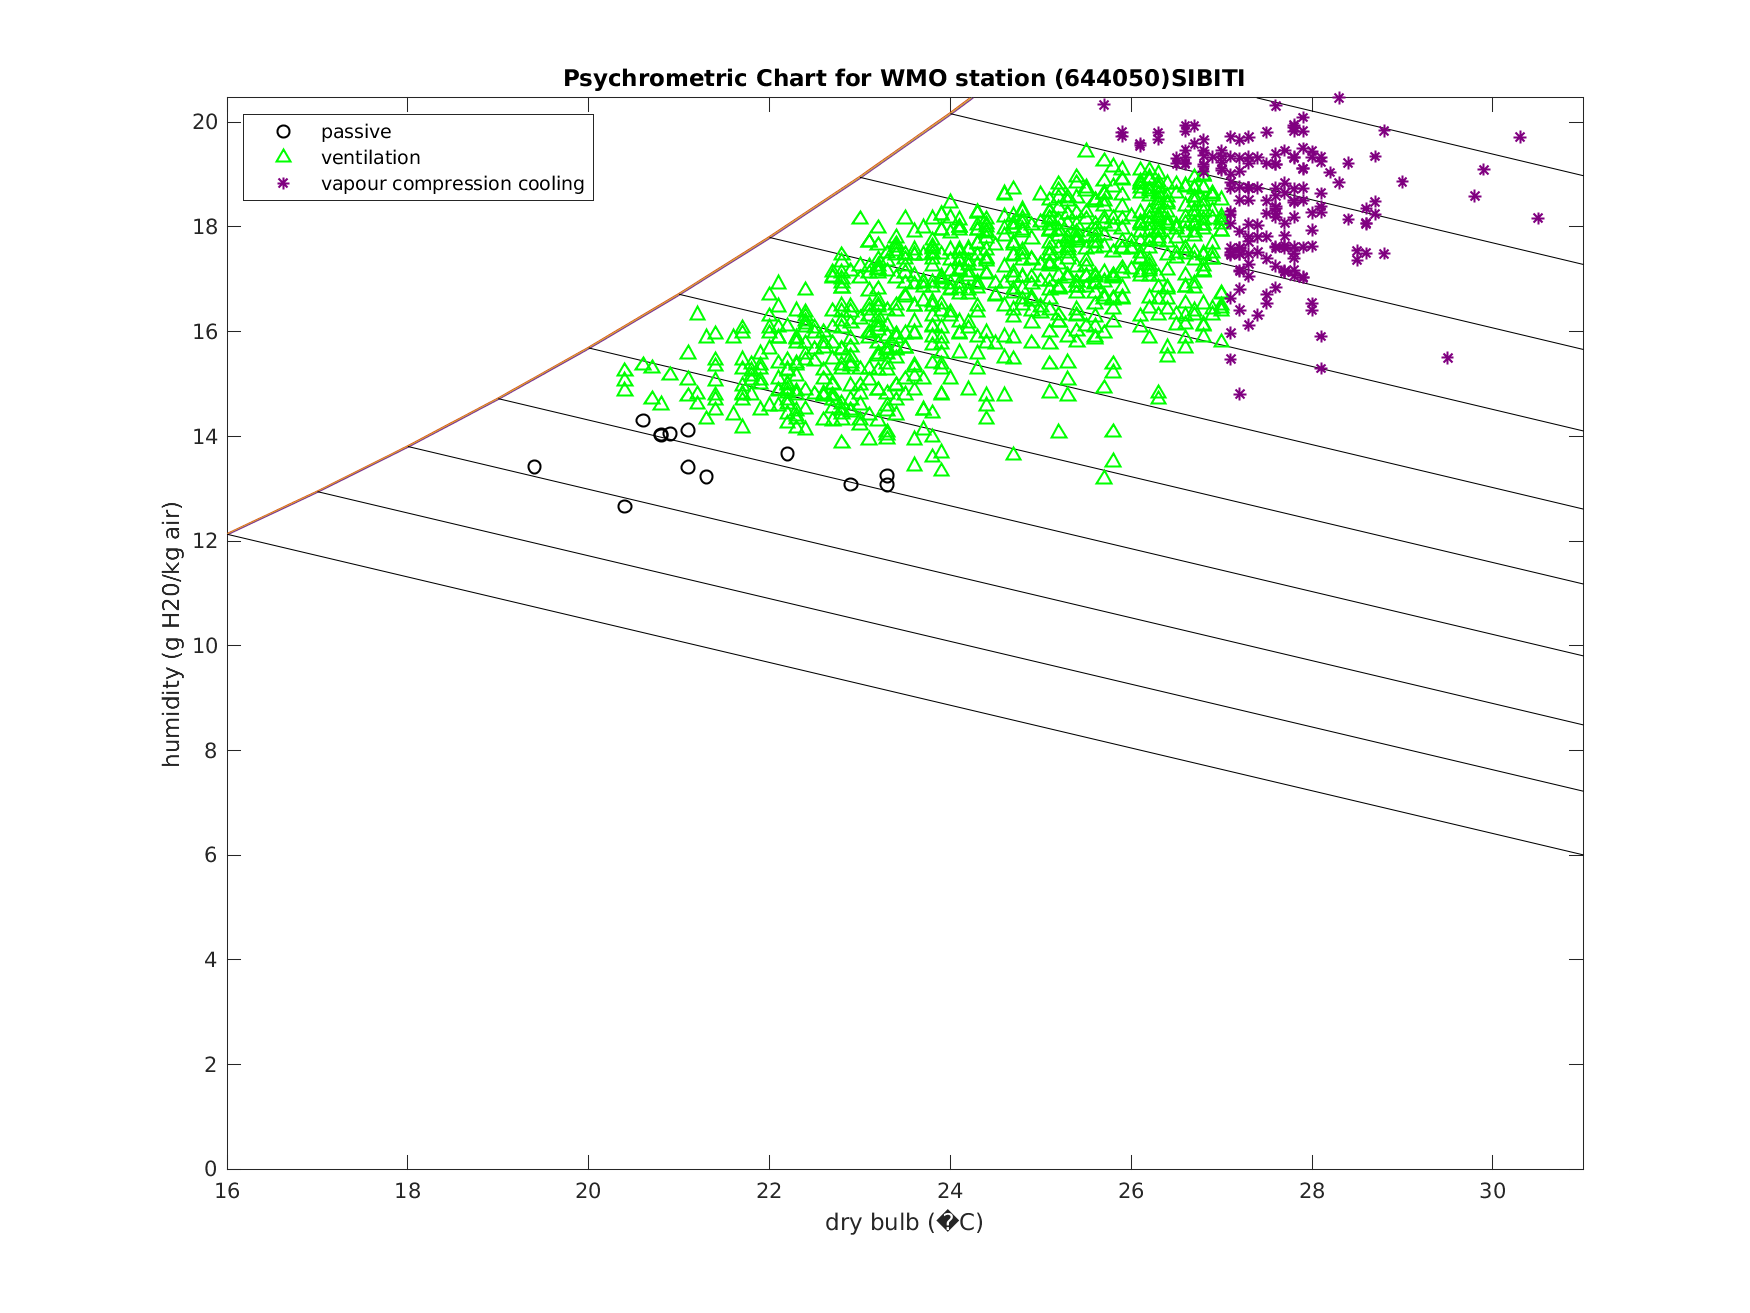 Psychrometric Chart for WMO station (644050)SIBITI
passive
ventilation
vapour compression cooling
humidity (g H20/kg air)
20
18
16
14
12
10
8
6
4
2
0
16 18 20 22 24 26 28 30
dry bulb (�C)